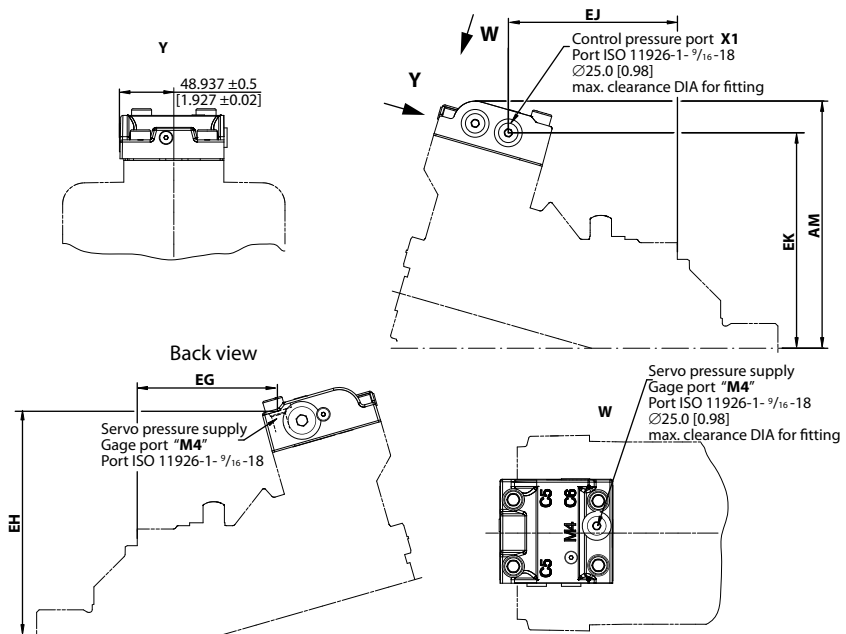 Y
48.937 ±0.5
[1.927 ±0.02]
W
Y
EJ
Control pressure port X1
Port ISO 11926-1- 9/16 -18
∅25.0 [0.98]
max. clearance DIA for fitting
EK
AM
Back view
EG
Servo pressure supply
Gage port “M4”
Port ISO 11926-1- 9/16 -18
EH
W
Servo pressure supply
Gage port “M4”
Port ISO 11926-1- 9/16 -18
∅25.0 [0.98]
max. clearance DIA for fitting
C5 C6
M4
C5